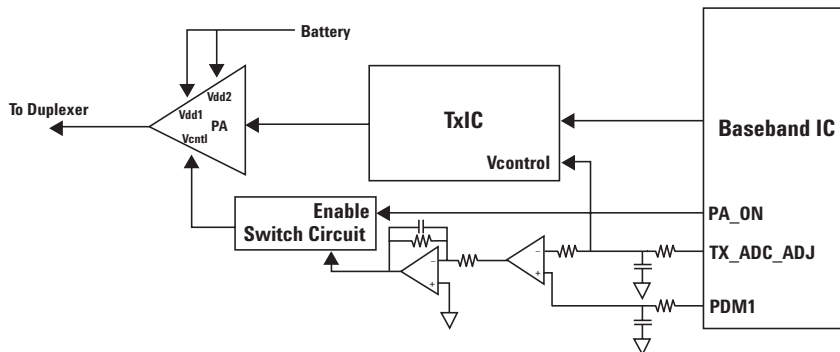 Battery
To Duplexer
Vdd1
Vdd2
PA
Vcntl
TxIC
Vcontrol
Baseband IC
Enable
Switch Circuit
PA_ON
TX_ADC_ADJ
PDM1
−
+
−
+